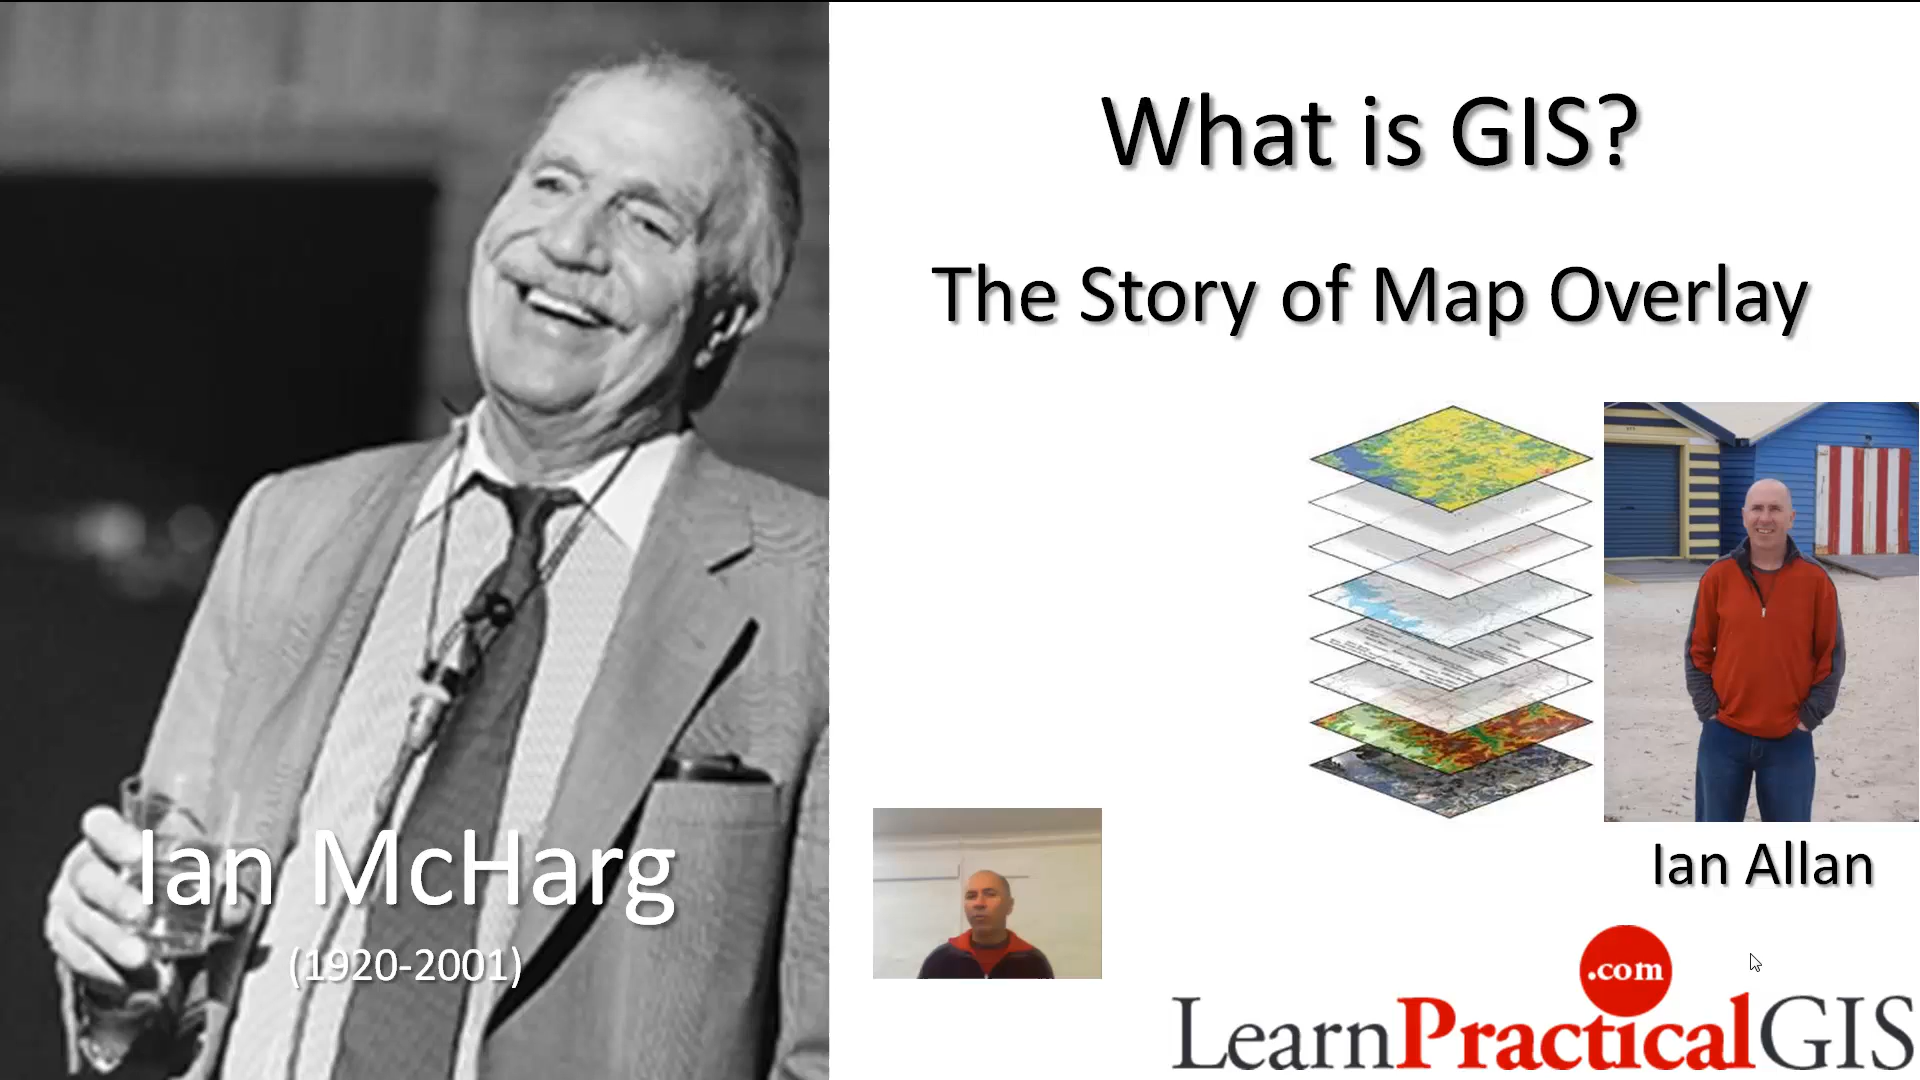 What is GIS?
The Story of Map Overlay
Ian McHarg
(1920-2001)
Ian Allan
.com
LearnPracticalGIS